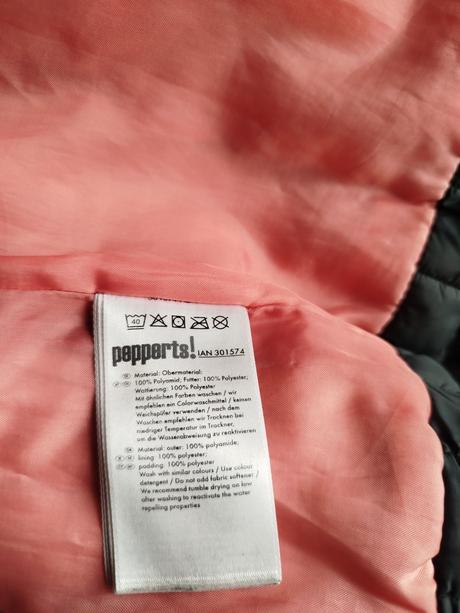 40
pepperts! IAN 301574
Material: Obermaterial:
100% Polyamid; Futter: 100% Polyester;
Wattierung: 100% Polyester
Mit ähnlichen Farben waschen / wir
empfehlen ein Colorwaschmittel / keinen
Weichspüler verwenden / nach dem
Waschen empfehlen wir Trocknen bei
niedriger Temperatur im Trockner,
um die Wasserabweisung zu reaktivieren
Material: outer: 100% polyamide;
lining: 100% polyester;
padding: 100% polyester
Wash with similar colours / Use colour
detergent / Do not add fabric softener /
We recommend tumble drying on low
after washing to reactivate the water
repelling properties